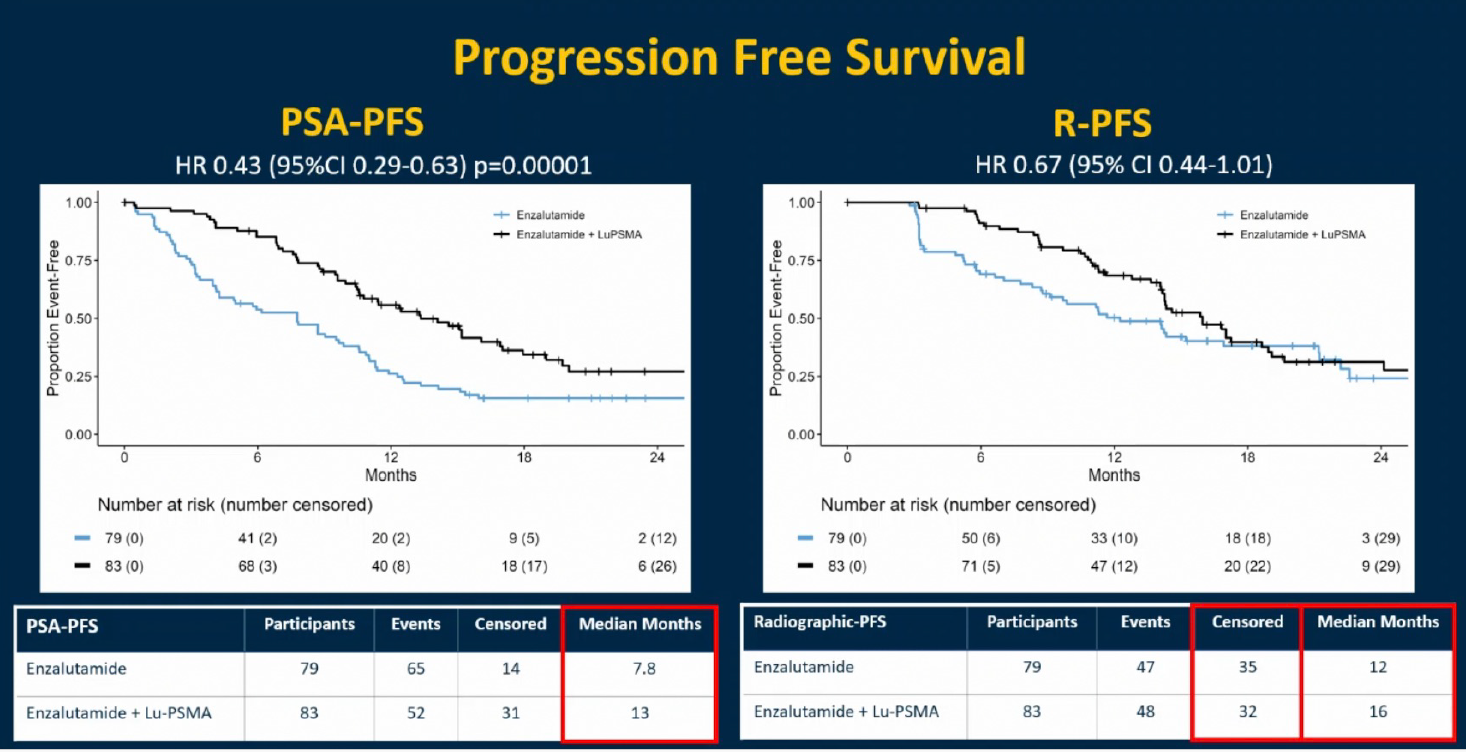 Progression Free Survival
PSA-PFS
HR 0.43 (95%CI 0.29-0.63) p=0.00001
1.00
0.75
0.50
0.25
0.00
Proportion Event-Free
Enzalutamide
Enzalutamide + LuPSMA
0 6 12 18 24
Months
Number at risk (number censored)
79 (0) 41 (2) 20 (2) 9 (5) 2 (12)
83 (0) 68 (3) 40 (8) 18 (17) 6 (26)
PSA-PFS Participants Events Censored Median Months
Enzalutamide 79 65 14 7.8
Enzalutamide + Lu-PSMA 83 52 31 13
R-PFS
HR 0.67 (95% CI 0.44-1.01)
1.00
0.75
0.50
0.25
0.00
Proportion Event-Free
Enzalutamide
Enzalutamide + LuPSMA
0 6 12 18 24
Months
Number at risk (number censored)
79 (0) 50 (6) 33 (10) 18 (18) 3 (29)
83 (0) 71 (5) 47 (12) 20 (22) 9 (29)
Radiographic-PFS Participants Events Censored Median Months
Enzalutamide 79 47 35 12
Enzalutamide + Lu-PSMA 83 48 32 16